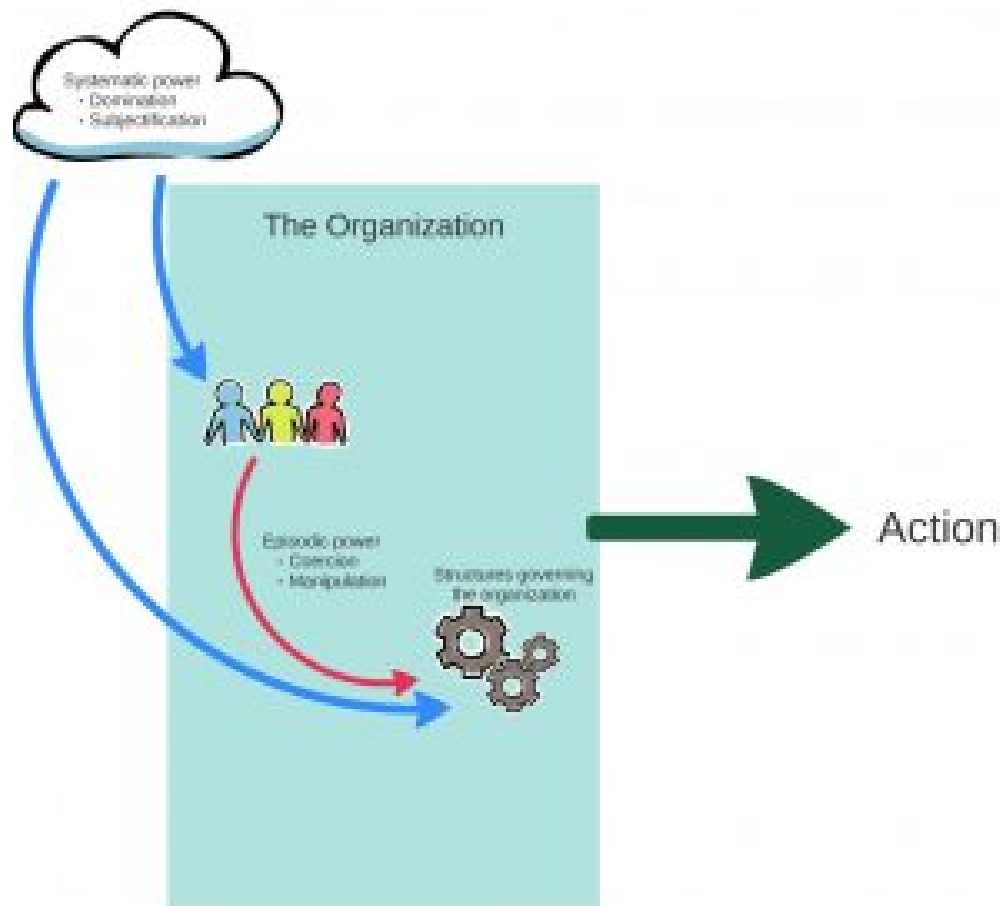 Systematic power
• Domination
• Subjectification
The Organization
Episodic power
• Coercion
• Manipulation
Structures governing
the organization
Action